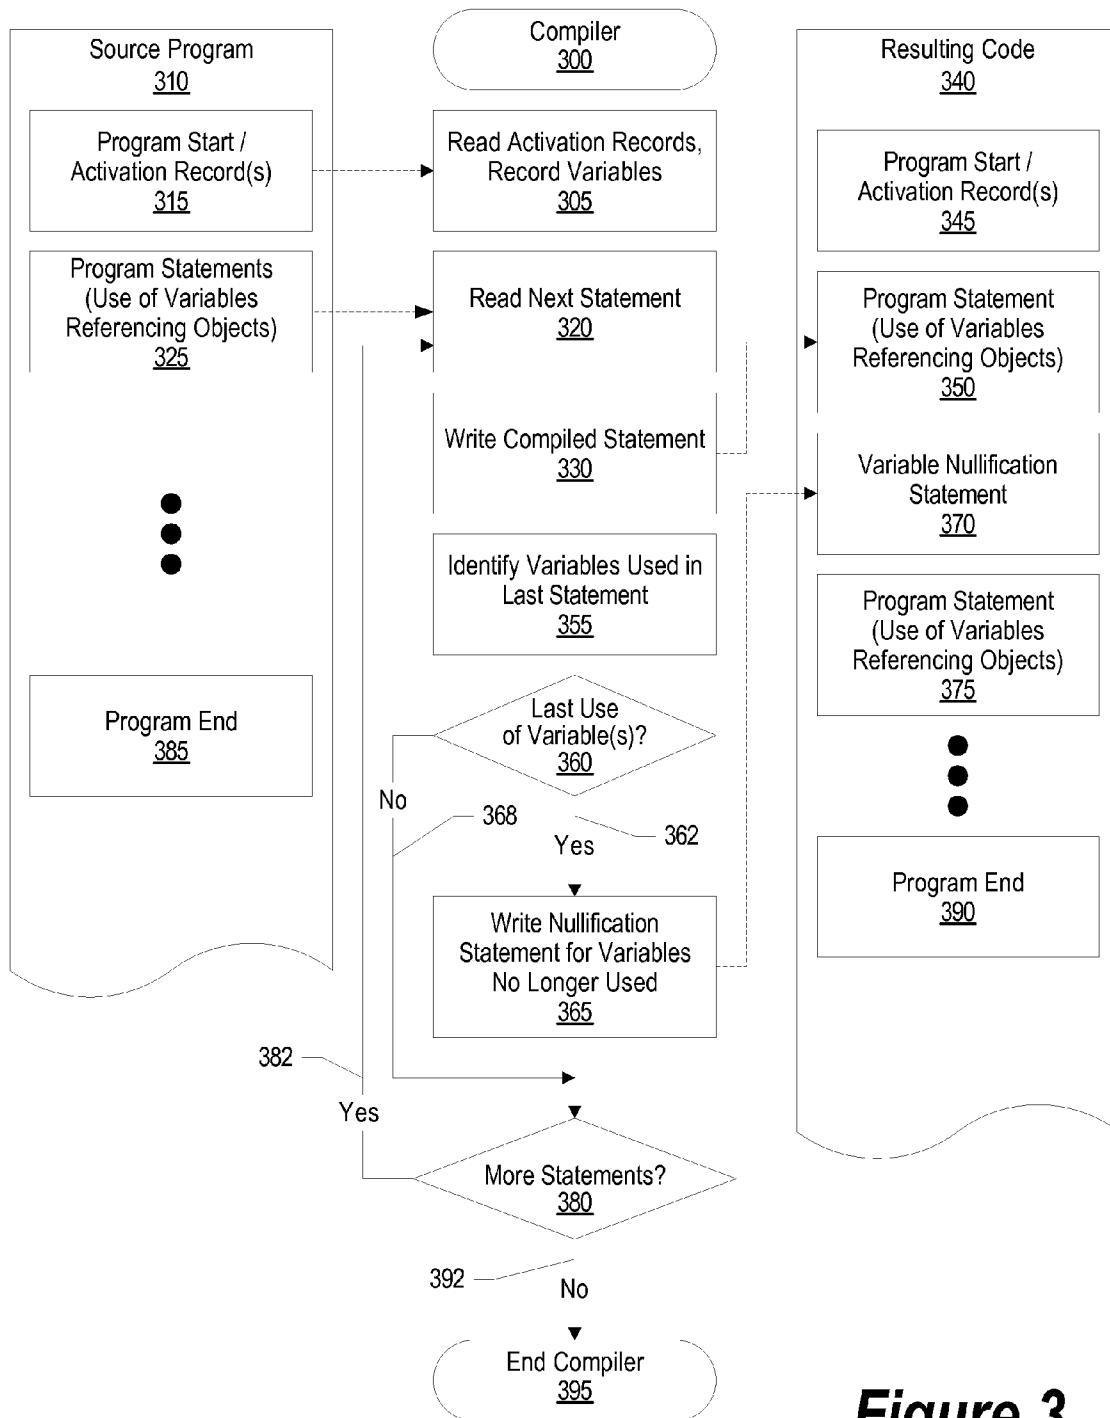 Source Program
310
Program Start /
Activation Record(s)
315
Program Statements
(Use of Variables
Referencing Objects)
325
Program End
385
Compiler
300
Read Activation Records,
Record Variables
305
Read Next Statement
320
Write Compiled Statement
330
Identify Variables Used in
Last Statement
355
Last Use
of Variable(s)?
360
No
368
362
Yes
Write Nullification
Statement for Variables
No Longer Used
365
382
Yes
More Statements?
380
392
No
End Compiler
395
Resulting Code
340
Program Start /
Activation Record(s)
345
Program Statement
(Use of Variables
Referencing Objects)
350
Variable Nullification
Statement
370
Program Statement
(Use of Variables
Referencing Objects)
375
Program End
390
Figure 3